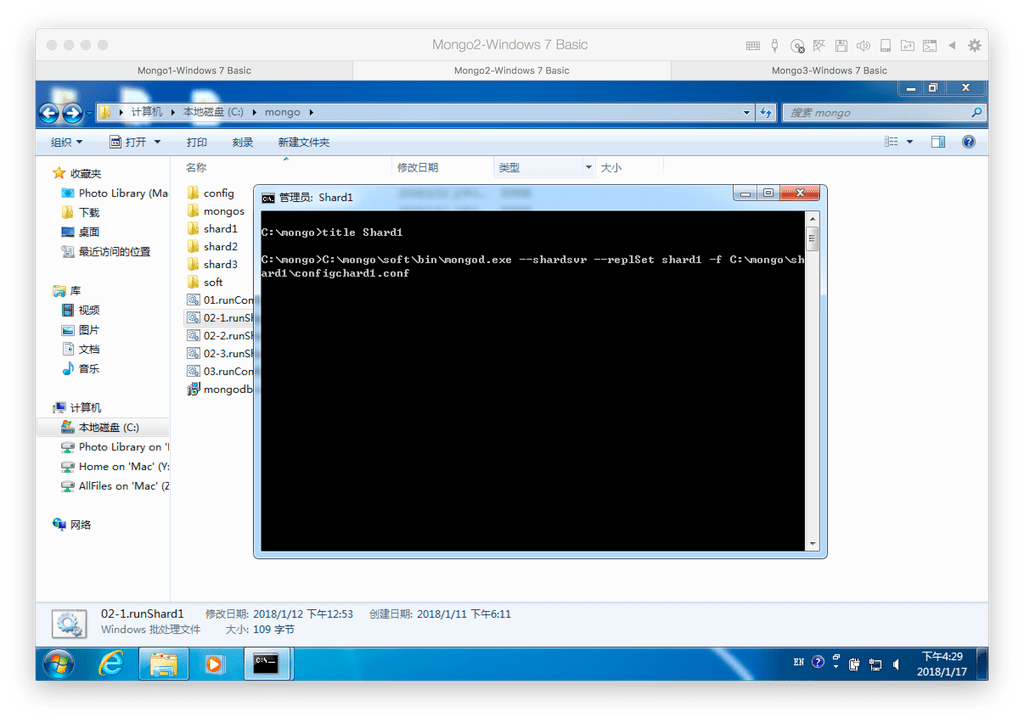 Mongo2-Windows 7 Basic
Mongo1-Windows 7 Basic
Mongo2-Windows 7 Basic
Mongo3-Windows 7 Basic
计算机 本地磁盘 (C:) mongo
搜索 mongo
组织 打开 打印 刻录 新建文件夹
名称 修改日期 类型 大小
收藏夹
Photo Library (Ma
下载
桌面
最近访问的位置
库
视频
图片
文档
音乐
计算机
本地磁盘 (C:)
Photo Library on '
Home on 'Mac' (Y:
AllFiles on 'Mac' (Z
网络
config
mongos
shard1
shard2
shard3
soft
01.runCon
02-1.runSh
02-2.runSh
02-3.runSh
03.runCon
mongodb
管理员: Shard1
C:\mongo>title Shard1
C:\mongo>C:\mongo\soft\bin\mongod.exe --shardsvr --replSet shard1 -f C:\mongo\sh
ard1\configchard1.conf
02-1.runShard1 修改日期: 2018/1/12 下午12:53 创建日期: 2018/1/11 下午6:11
Windows 批处理文件 大小: 109 字节
EN
下午4:29
2018/1/17